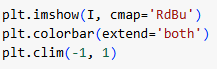 plt.imshow(I, cmap='RdBu')
plt.colorbar(extend='both')
plt.clim(-1, 1)